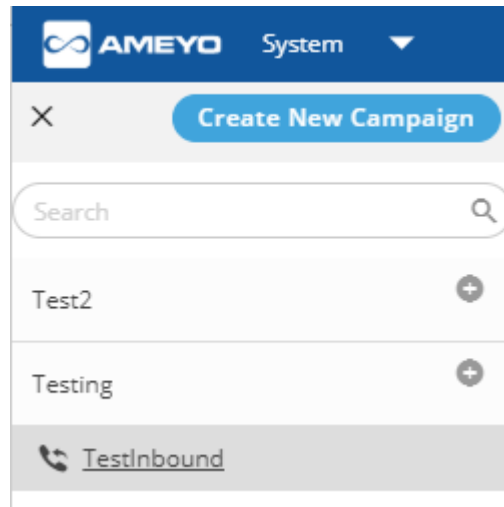 AMEYO System
Create New Campaign
Search
Test2
Testing
TestInbound